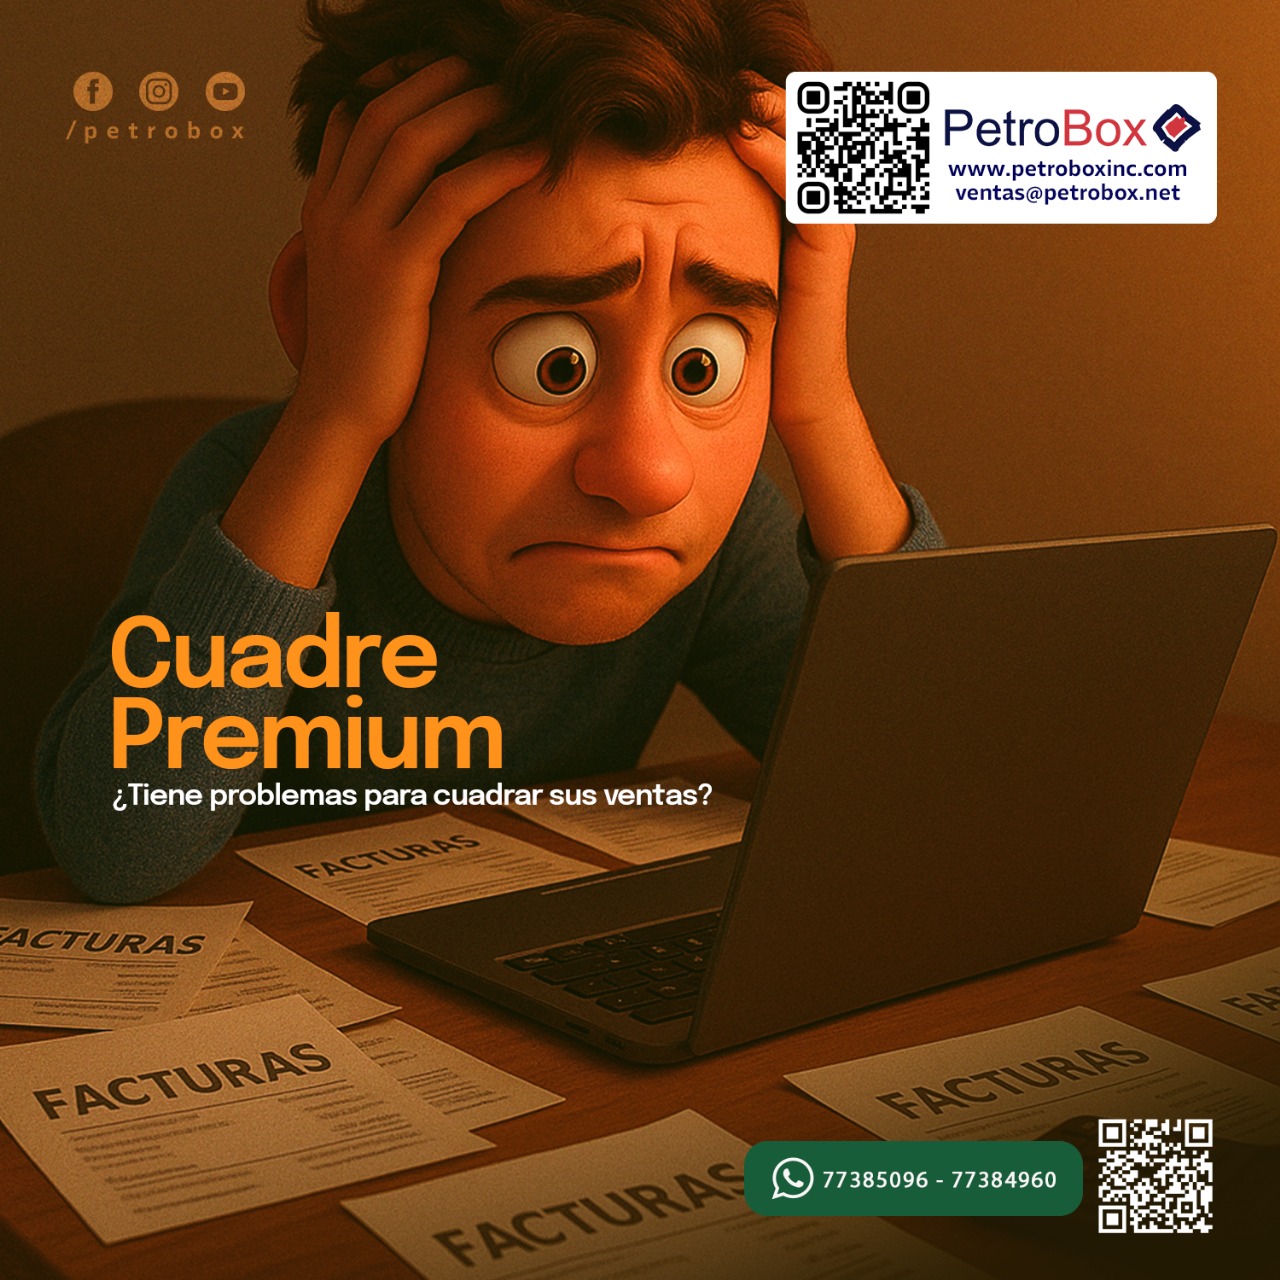 /petrobox
PetroBox
www.petroboxinc.com
ventas@petrobox.net
Cuadre
Premium
¿Tiene problemas para cuadrar sus ventas?
FACTURAS
FACTURAS
FACTURAS
FACTURAS
FACTURAS
77385096 - 77384960